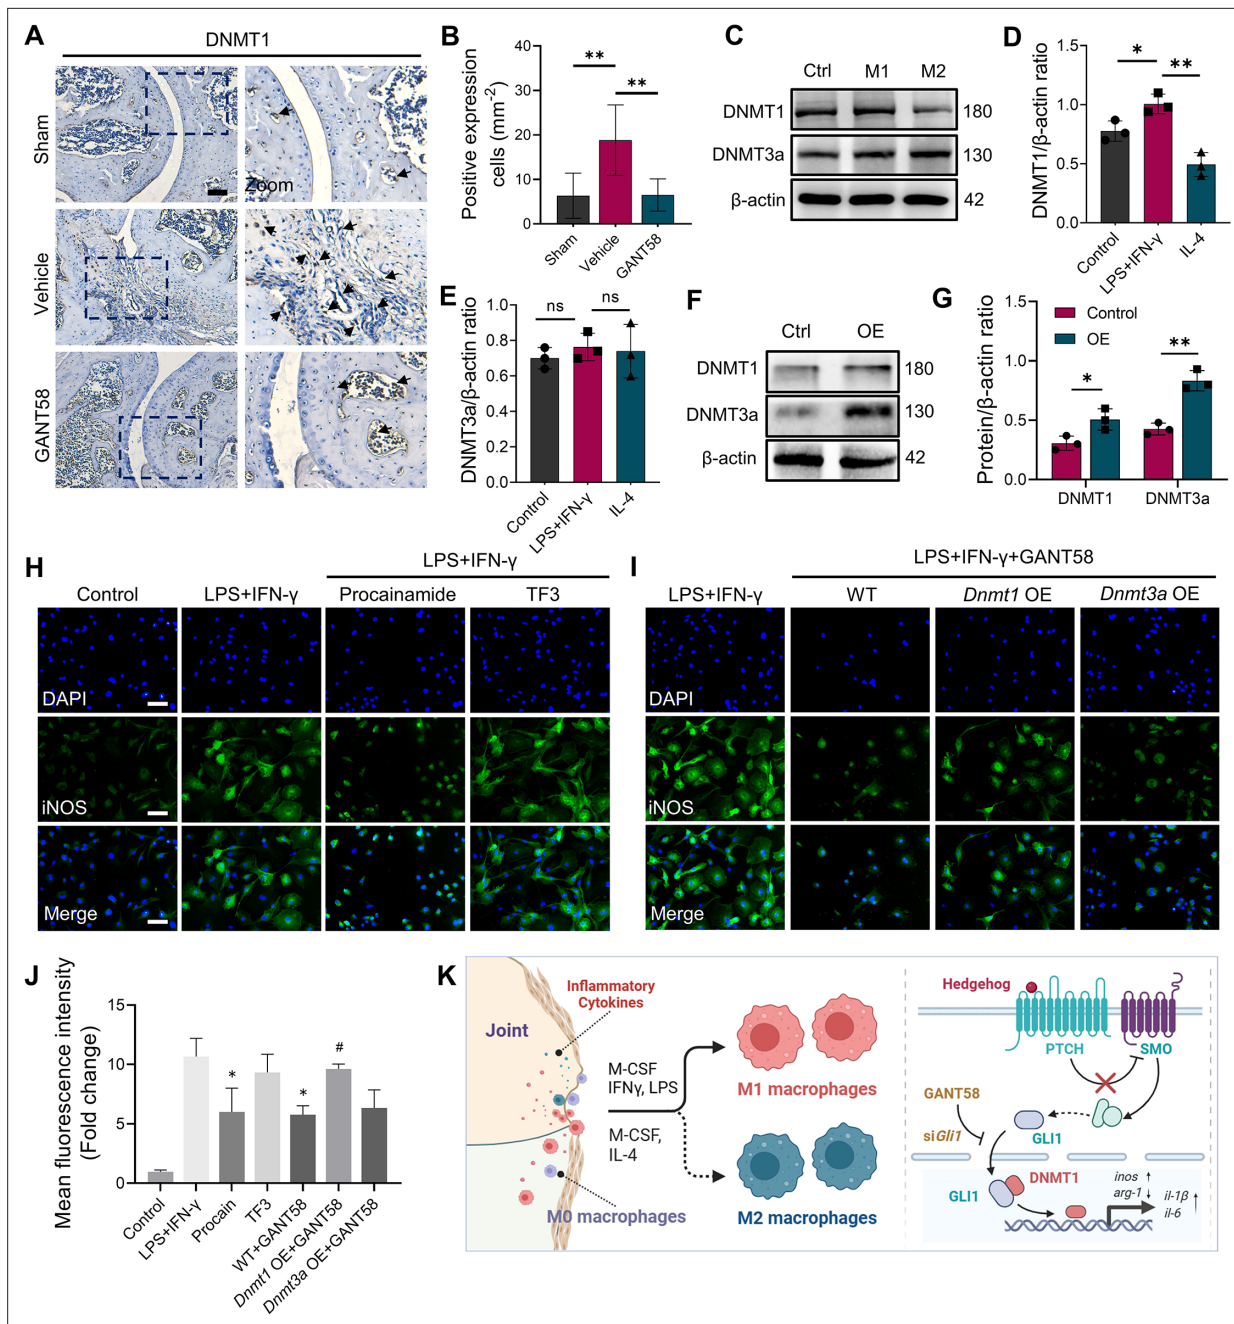 A
DNMT1
Sham
Zoom
Vehicle
GANT58
B
Positive expression
cells (mm⁻²)
40
30
20
10
0
**
**
Sham
Vehicle
GANT58
C
Ctrl
M1
M2
DNMT1
180
DNMT3a
130
β-actin
42
D
DNMT1/β-actin ratio
1.5
1.0
0.5
0.0
*
**
Control
LPS+IFN-γ
IL-4
E
DNMT3a/β-actin ratio
1.0
0.8
0.6
0.4
0.2
0.0
ns
ns
Control
LPS+IFN-γ
IL-4
F
Ctrl
OE
DNMT1
180
DNMT3a
130
β-actin
42
G
Protein/β-actin ratio
1.5
1.0
0.5
0.0
Control
OE
*
**
DNMT1
DNMT3a
H
LPS+IFN-γ
Control
LPS+IFN-γ
Procainamide
TF3
DAPI
iNOS
Merge
I
LPS+IFN-γ+GANT58
LPS+IFN-γ
WT
Dnmt1 OE
Dnmt3a OE
DAPI
iNOS
Merge
J
Mean fluorescence intensity
(Fold change)
15
10
5
0
*
*
#
Control
LPS+IFN-γ
Procain
TF3
WT+GANT58
Dnmt1 OE+GANT58
Dnmt3a OE+GANT58
K
Inflammatory
Cytokines
Joint
M-CSF
IFNγ, LPS
M-CSF,
IL-4
M0 macrophages
M1 macrophages
M2 macrophages
Hedgehog
PTCH
SMO
GANT58
siGli1
GLI1
GLI1
DNMT1
inos ↑
arg-1 ↓
il-1β ↑
il-6